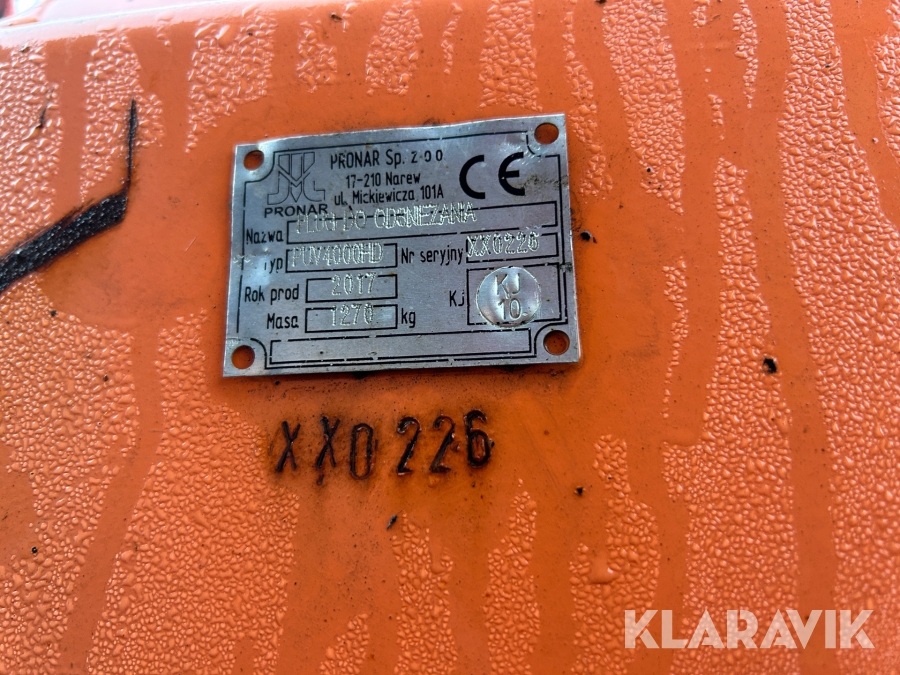 PRONAR Sp. z o.o.
17-210 Narew
ul. Mickiewicza 101A
CE
PRONAR
Nazwa PŁUG DO ODŚNIEŻANIA
Typ PUV4000HD Nr seryjny XX0226
Rok prod 2017 Kj KJ 10
Masa 1270 kg
XX0226
KLARAVIK